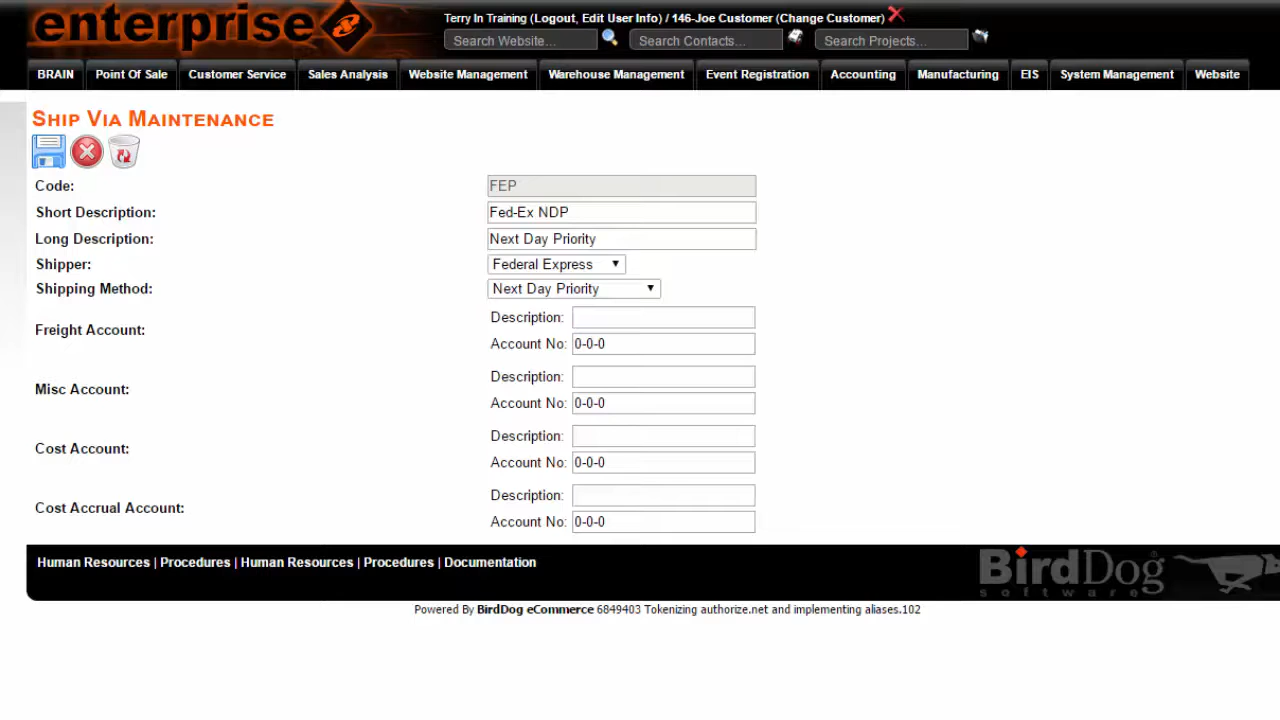 enterprise
Terry In Training (Logout, Edit User Info) / 146-Joe Customer (Change Customer)
Search Website... Search Contacts... Search Projects...
BRAIN Point Of Sale Customer Service Sales Analysis Website Management Warehouse Management Event Registration Accounting Manufacturing EIS System Management Website
Ship Via Maintenance
Code: FEP
Short Description: Fed-Ex NDP
Long Description: Next Day Priority
Shipper: Federal Express
Shipping Method: Next Day Priority
Freight Account:
Description:
Account No: 0-0-0
Misc Account:
Description:
Account No: 0-0-0
Cost Account:
Description:
Account No: 0-0-0
Cost Accrual Account:
Description:
Account No: 0-0-0
Human Resources | Procedures | Human Resources | Procedures | Documentation
BirdDog®
software
Powered By BirdDog eCommerce 6849403 Tokenizing authorize.net and implementing aliases.102